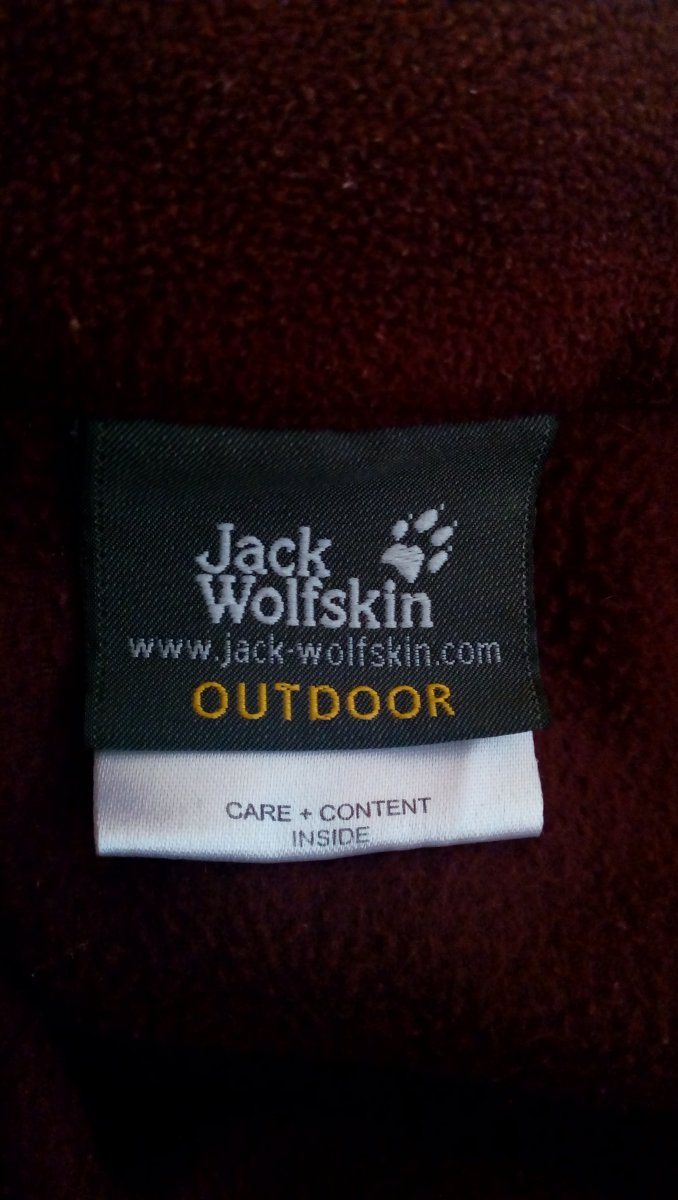 Jack
Wolfskin
www.jack-wolfskin.com
OUTDOOR
CARE + CONTENT
INSIDE